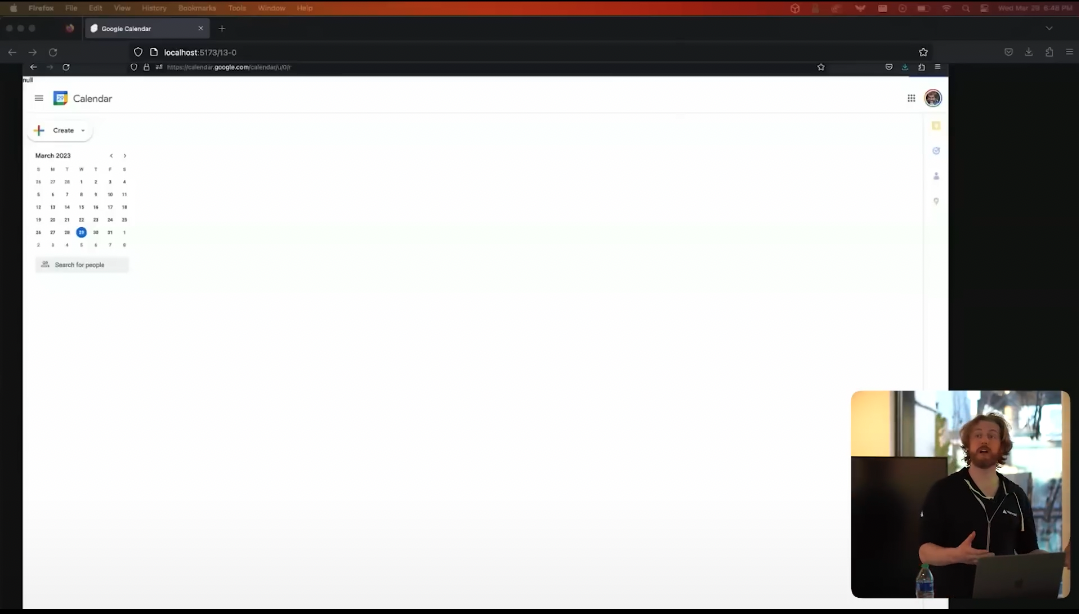 Firefox File Edit View History Bookmarks Tools Window Help Wed Mar 29 6:48 PM
Google Calendar
localhost:5173/13-0
https://calendar.google.com/calendar/u/0/r
null
Calendar
Create
March 2023
S M T W T F S
26 27 28 1 2 3 4
5 6 7 8 9 10 11
12 13 14 15 16 17 18
19 20 21 22 23 24 25
26 27 28 29 30 31 1
2 3 4 5 6 7 8
Search for people